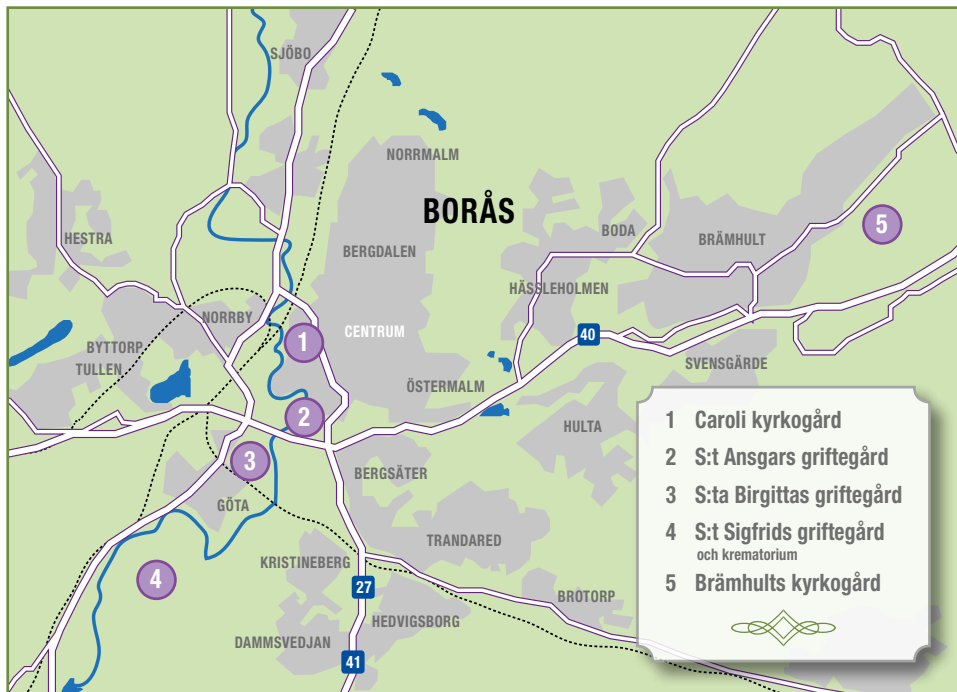 SJÖBO
NORRMALM
BORÅS
HESTRA
BERGDALEN
BODA
BRÄMHULT
5
HÄSSLEHOLMEN
NORRBY
1
CENTRUM
40
BYTTORP
TULLEN
SVENSGÄRDE
ÖSTERMALM
2
HULTA
3
BERGSÄTER
GÖTA
TRANDARED
4
KRISTINEBERG
27
BROTORP
HEDVIGSBORG
DAMMSVEDJAN
41
1 Caroli kyrkogård
2 S:t Ansgars griftegård
3 S:ta Birgittas griftegård
4 S:t Sigfrids griftegård
och krematorium
5 Brämhults kyrkogård